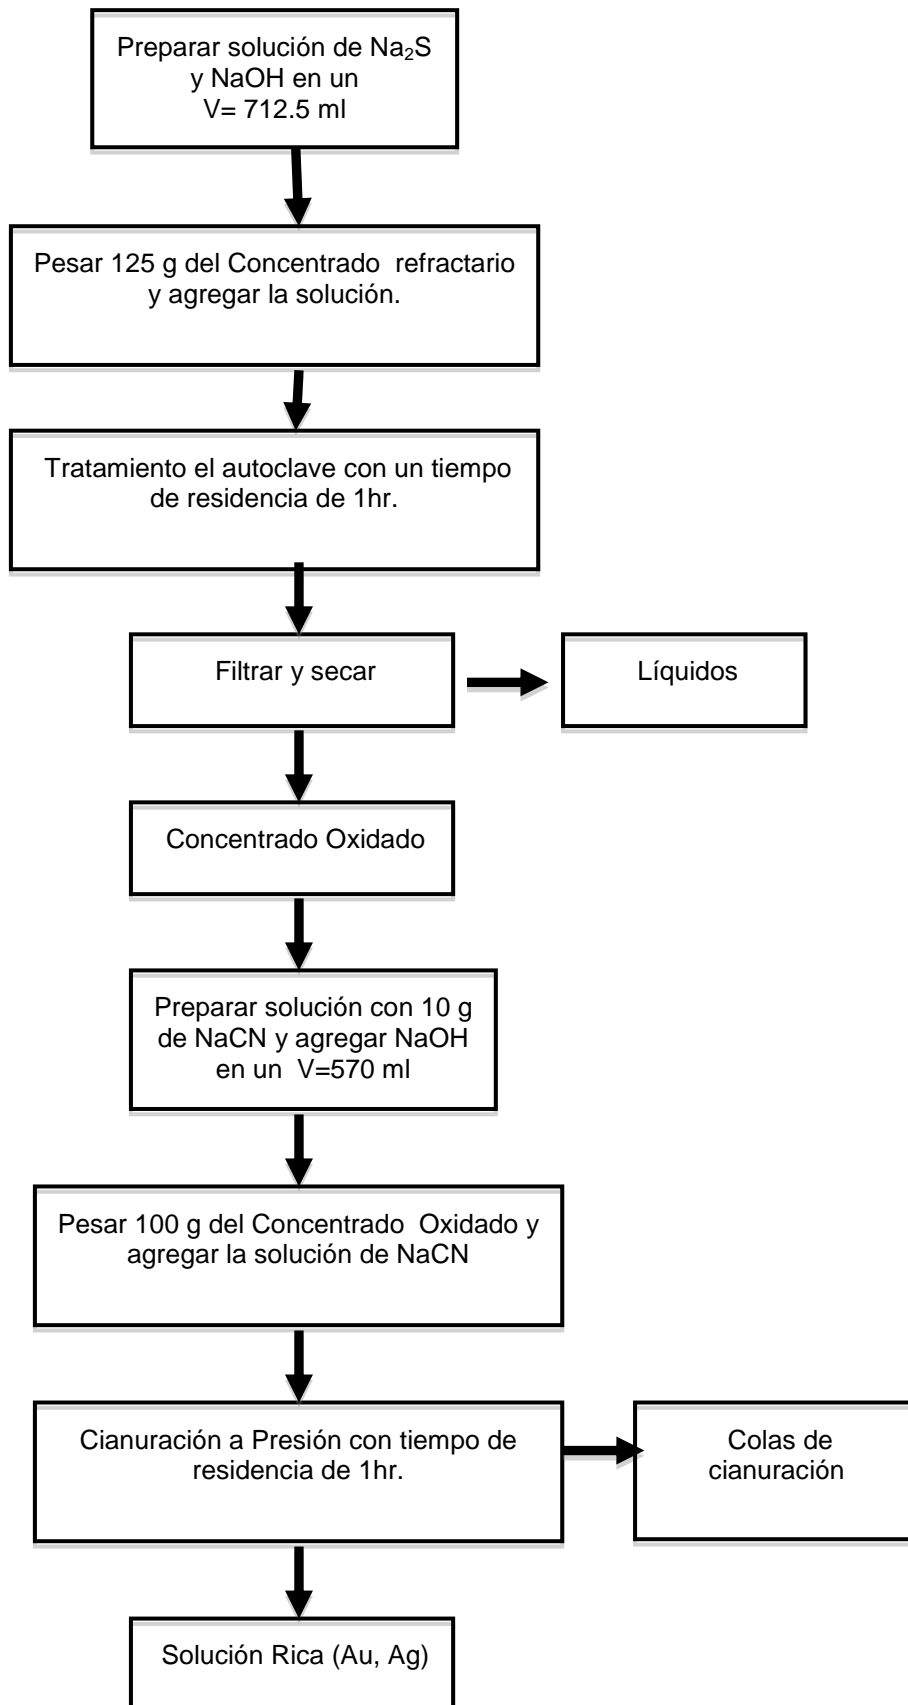 Preparar solución de Na₂S
y NaOH en un
V= 712.5 ml
Pesar 125 g del Concentrado refractario
y agregar la solución.
Tratamiento el autoclave con un tiempo
de residencia de 1hr.
Filtrar y secar
Líquidos
Concentrado Oxidado
Preparar solución con 10 g
de NaCN y agregar NaOH
en un V=570 ml
Pesar 100 g del Concentrado Oxidado y
agregar la solución de NaCN
Cianuración a Presión con tiempo de
residencia de 1hr.
Colas de
cianuración
Solución Rica (Au, Ag)